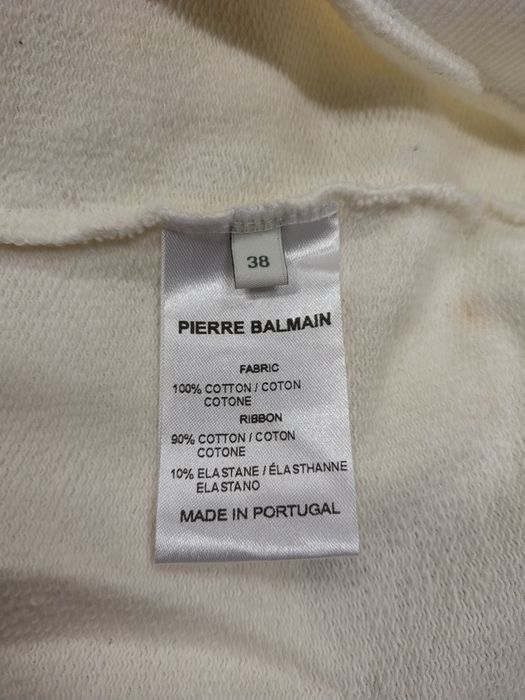 38
PIERRE BALMAIN
FABRIC
100% COTTON / COTON
COTONE
RIBBON
90% COTTON / COTON
COTONE
10% ELASTANE / ÉLASTHANNE
ELASTANO
MADE IN PORTUGAL